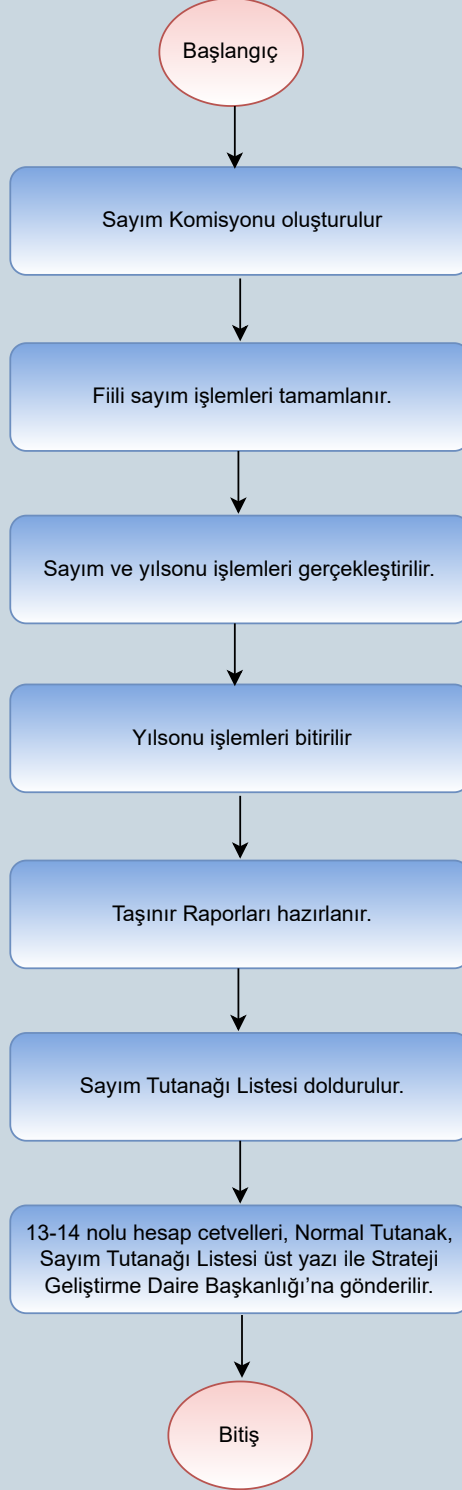 Başlangıç
Sayım Komisyonu oluşturulur
Fiili sayım işlemleri tamamlanır.
Sayım ve yılsonu işlemleri gerçekleştirilir.
Yılsonu işlemleri bitirilir
Taşınır Raporları hazırlanır.
Sayım Tutanağı Listesi doldurulur.
13-14 nolu hesap cetvelleri, Normal Tutanak,
Sayım Tutanağı Listesi üst yazı ile Strateji
Geliştirme Daire Başkanlığı’na gönderilir.
Bitiş